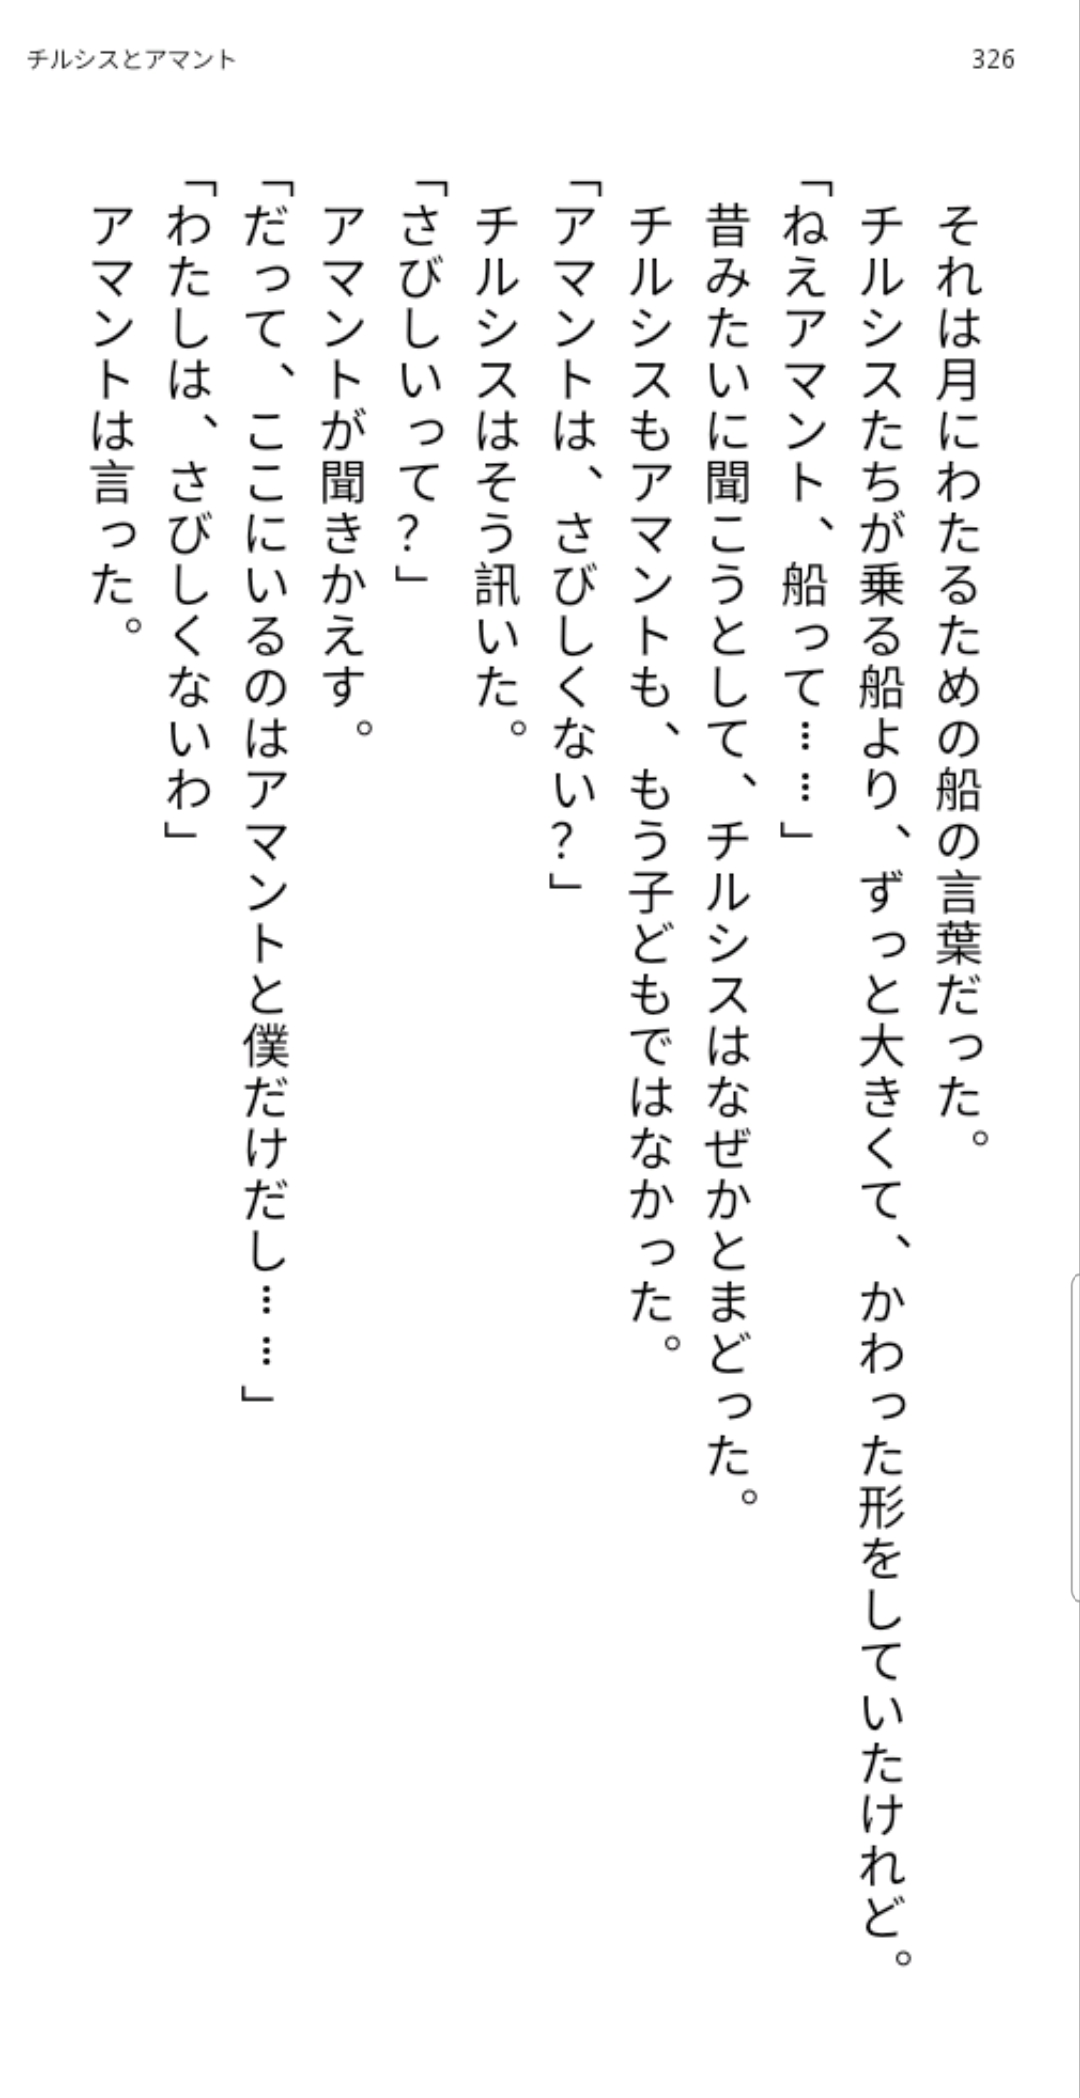 チルシスとアマント
326
それは月にわたるための船の言葉だった。
チルシスたちが乗る船より、ずっと大きくて、かわった形をしていたけれど。
「ねえアマント、船って……」
昔みたいに聞こうとして、チルシスはなぜかとまどった。
チルシスもアマントも、もう子どもではなかった。
「アマントは、さびしくない？」
チルシスはそう訊いた。
「さびしいって？」
アマントが聞きかえす。
「だって、ここにいるのはアマントと僕だけだし……」
「わたしは、さびしくないわ」
アマントは言った。